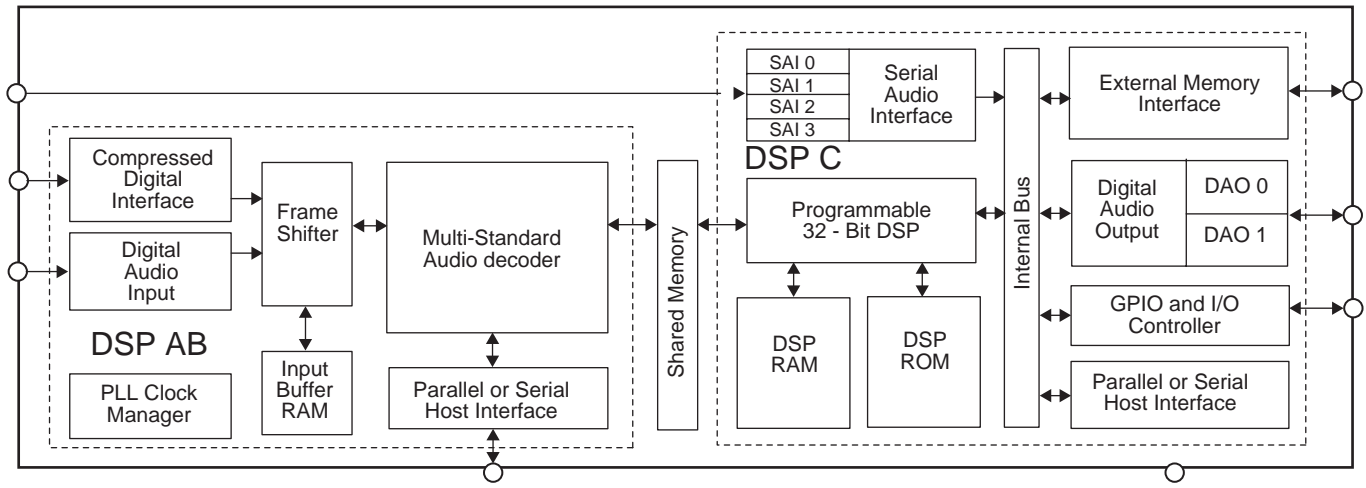 SAI 0
SAI 1
SAI 2
SAI 3
Serial
Audio
Interface
DSP C
External Memory
Interface
Compressed
Digital
Interface
Digital
Audio
Input
Frame
Shifter
Multi-Standard
Audio decoder
Shared Memory
Programmable
32 - Bit DSP
Internal Bus
Digital
Audio
Output
DAO 0
DAO 1
DSP AB
PLL Clock
Manager
Input
Buffer
RAM
Parallel or Serial
Host Interface
DSP
RAM
DSP
ROM
GPIO and I/O
Controller
Parallel or Serial
Host Interface